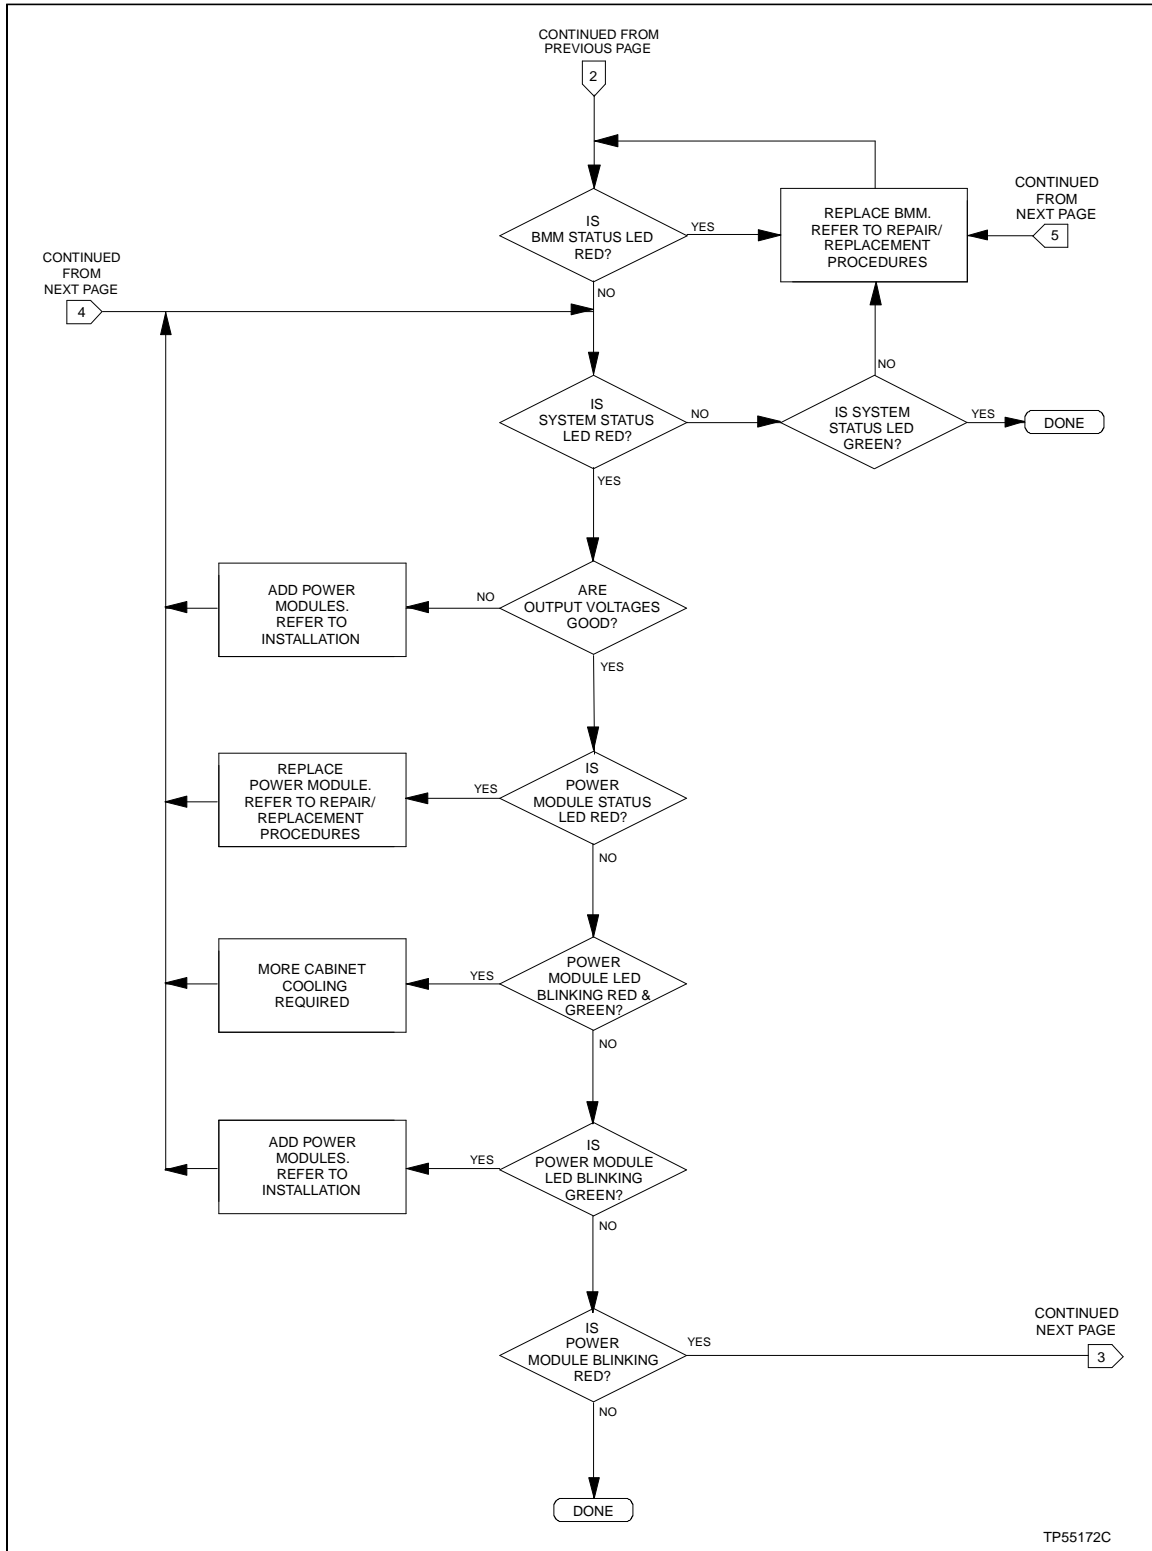 CONTINUED FROM
PREVIOUS PAGE
2
IS
BMM STATUS LED
RED?
YES
NO
REPLACE BMM.
REFER TO REPAIR/
REPLACEMENT
PROCEDURES
CONTINUED
FROM
NEXT PAGE
5
CONTINUED
FROM
NEXT PAGE
4
IS
SYSTEM STATUS
LED RED?
NO
YES
IS SYSTEM
STATUS LED
GREEN?
NO
YES
DONE
ARE
OUTPUT VOLTAGES
GOOD?
NO
YES
ADD POWER
MODULES.
REFER TO
INSTALLATION
IS
POWER
MODULE STATUS
LED RED?
YES
NO
REPLACE
POWER MODULE.
REFER TO REPAIR/
REPLACEMENT
PROCEDURES
POWER
MODULE LED
BLINKING RED &
GREEN?
YES
NO
MORE CABINET
COOLING
REQUIRED
IS
POWER MODULE
LED BLINKING
GREEN?
YES
NO
ADD POWER
MODULES.
REFER TO
INSTALLATION
IS
POWER
MODULE BLINKING
RED?
YES
NO
CONTINUED
NEXT PAGE
3
DONE
TP55172C